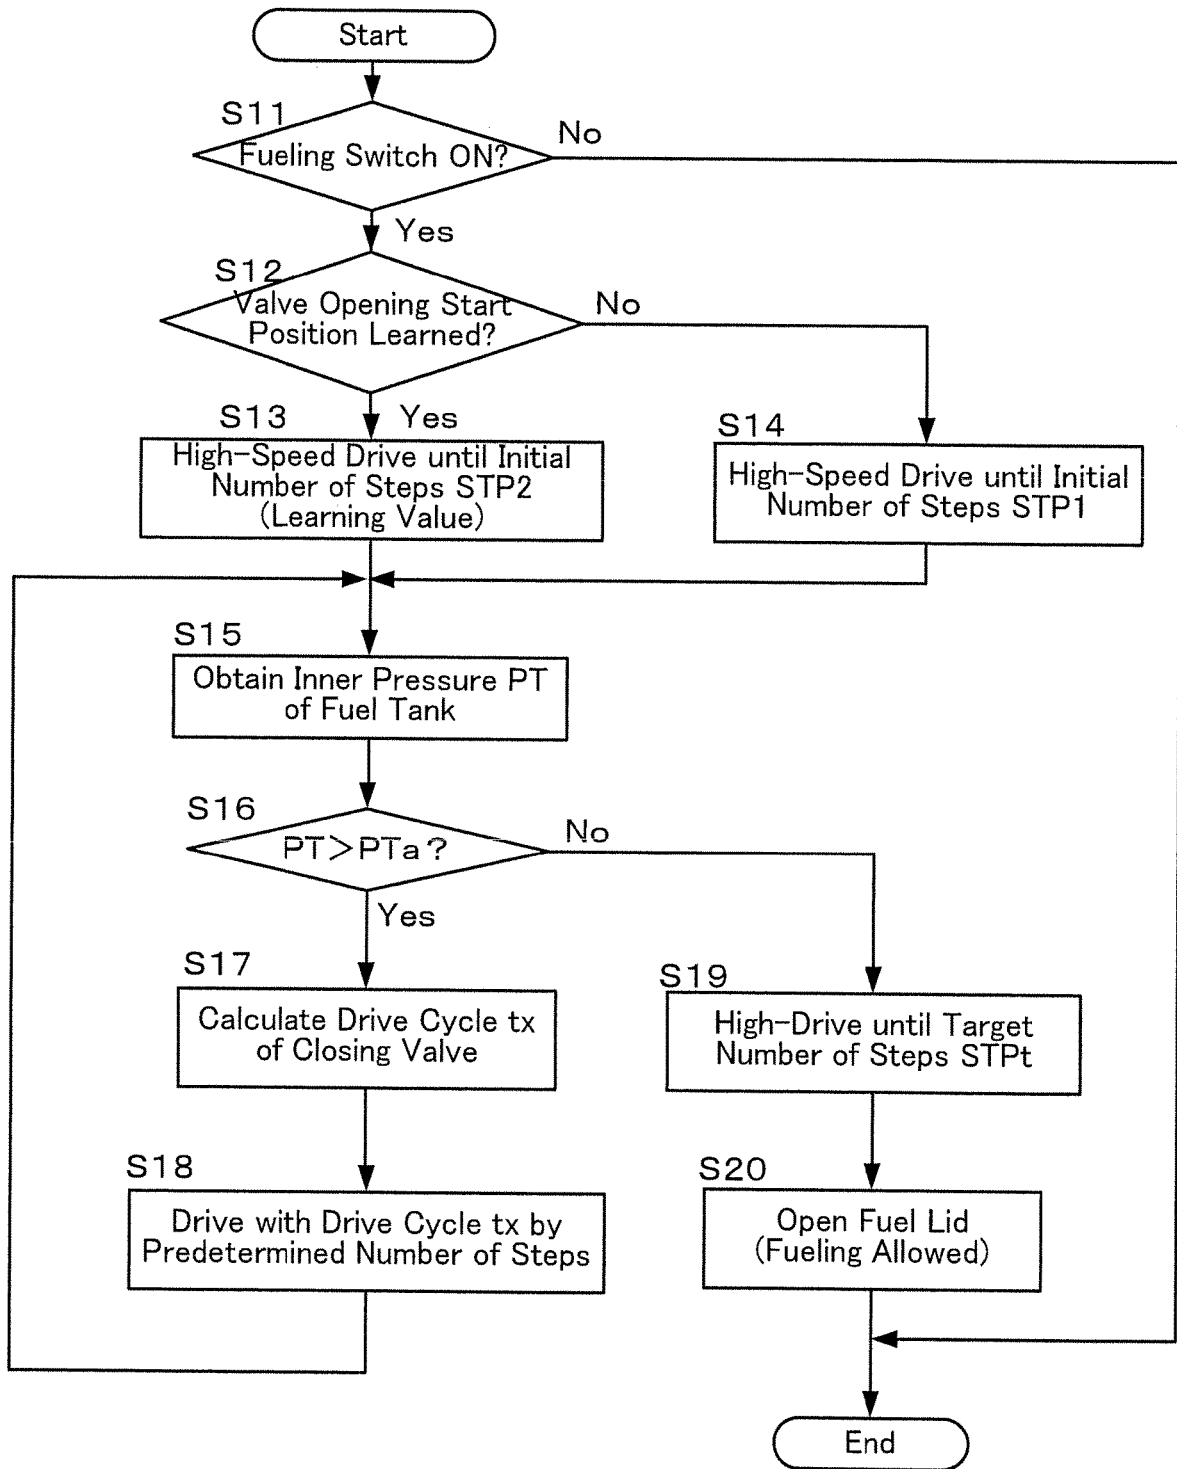 Start
S11
Fueling Switch ON?
No
Yes
S12
Valve Opening Start
Position Learned?
No
Yes
S13
High-Speed Drive until Initial
Number of Steps STP2
(Learning Value)
S14
High-Speed Drive until Initial
Number of Steps STP1
S15
Obtain Inner Pressure PT
of Fuel Tank
S16
PT>PTa?
No
Yes
S17
Calculate Drive Cycle tx
of Closing Valve
S19
High-Drive until Target
Number of Steps STPt
S18
Drive with Drive Cycle tx by
Predetermined Number of Steps
S20
Open Fuel Lid
(Fueling Allowed)
End